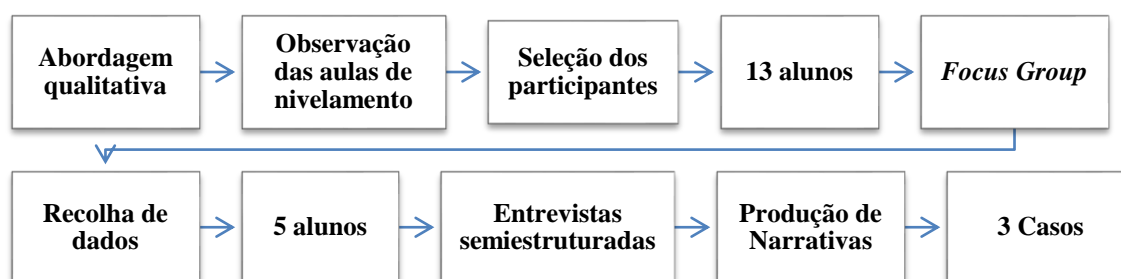 Abordagem
qualitativa
Observação
das aulas de
nivelamento
Seleção dos
participantes
13 alunos
Focus Group
Recolha de
dados
5 alunos
Entrevistas
semiestruturadas
Produção de
Narrativas
3 Casos